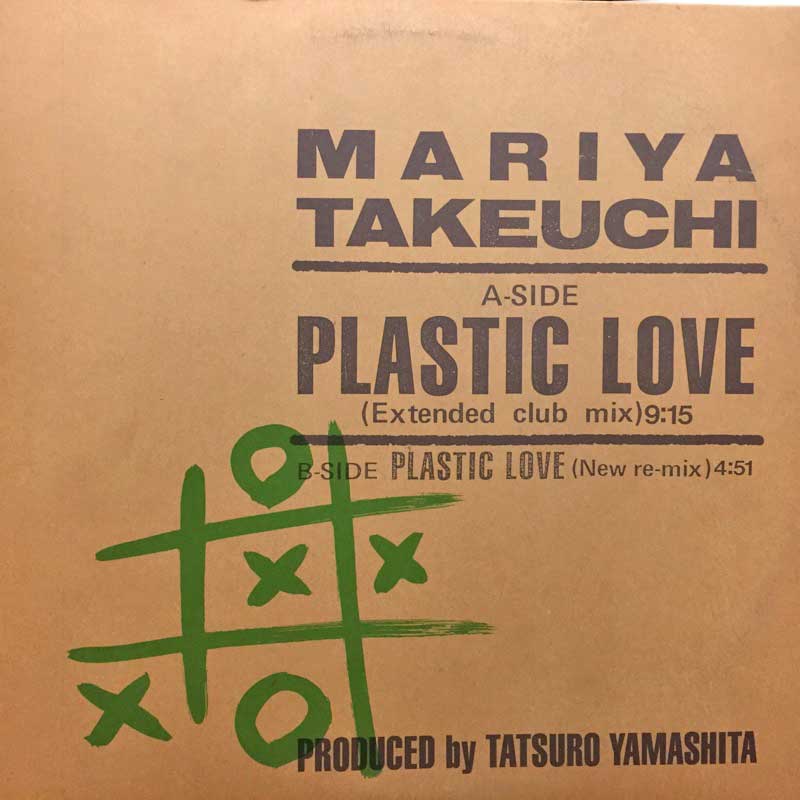 MARIYA
TAKEUCHI
A-SIDE
PLASTIC LOVE
(Extended club mix)9:15
B-SIDE PLASTIC LOVE (New re-mix) 4:51
PRODUCED by TATSURO YAMASHITA